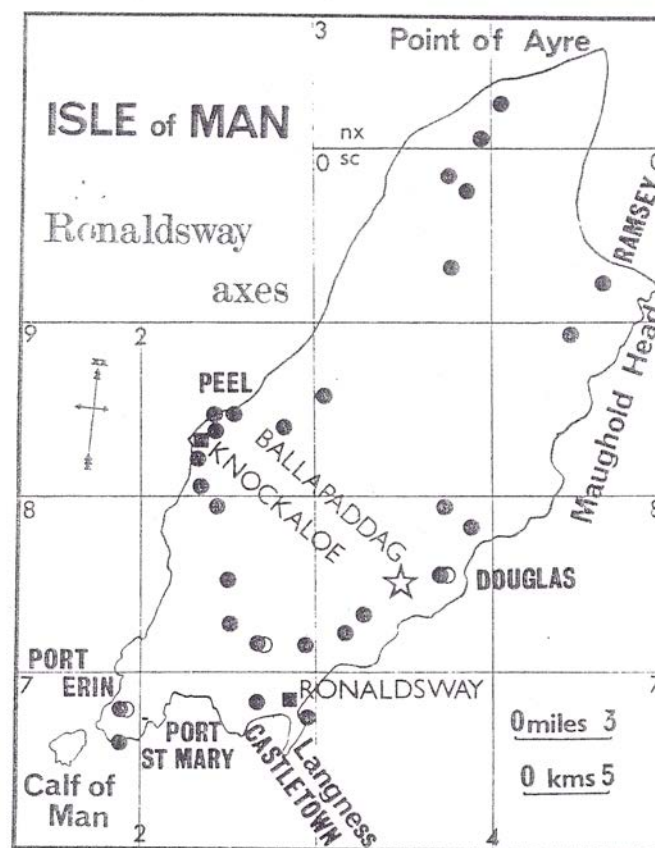 3
Point of Ayre
ISLE of MAN
nx
0 0
sc
Ronaldsway
axes
RAMSEY
9
2
PEEL
Maughold Head
BALLAPADDAG
KNOCKALOE
8 8
DOUGLAS
PORT
ERIN
7 7
RONALDSWAY
PORT
ST MARY
0 miles 3
CASTLETOWN
Langness
0 kms 5
Calf of
Man
2 4